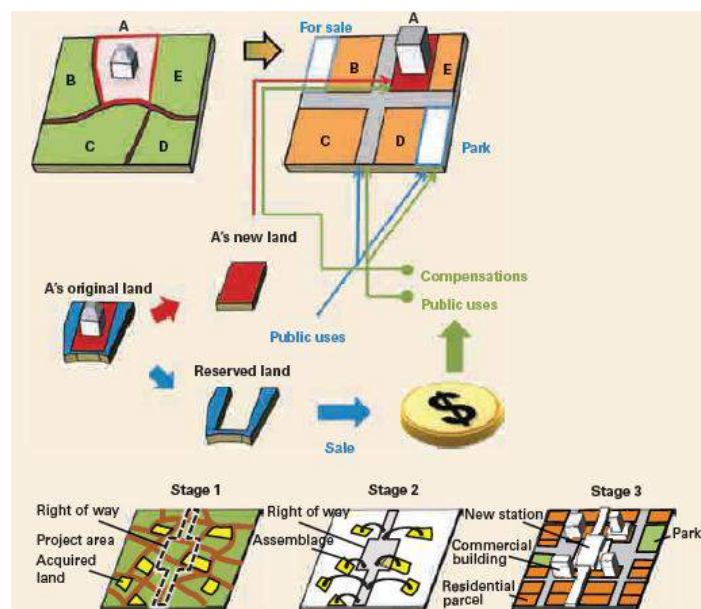 A
B
E
C
D
For sale
A
B
E
C
D
Park
A's new land
A's original land
Compensations
Public uses
Public uses
Reserved land
$
Sale
Stage 1
Right of way
Project area
Acquired
land
Stage 2
Right of way
Assemblage
Stage 3
New station
Commercial
building
Residential
parcel
Park